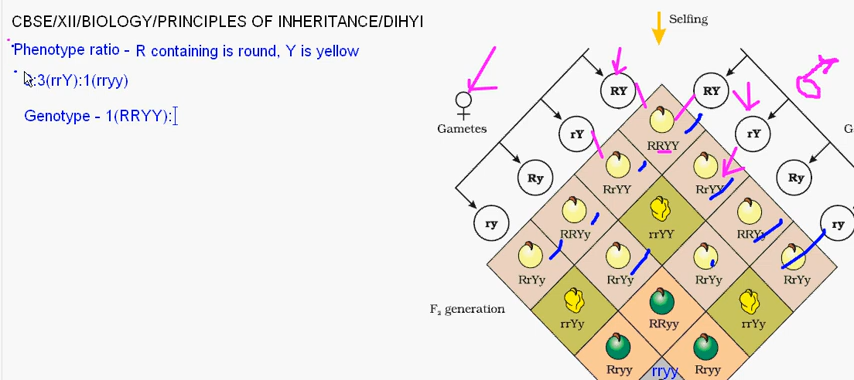 CBSE/XII/BIOLOGY/PRINCIPLES OF INHERITANCE/DIHYI
Phenotype ratio - R containing is round, Y is yellow
:3(rrY):1(rryy)
Genotype - 1(RRYY):
Selfing
Gametes
G
RY
RY
rY
rY
Ry
Ry
ry
ry
RRYY
RrYY
RrYY
RRYy
rrYY
RRYy
RrYy
RrYy
RrYy
RrYy
F₂ generation
rrYy
RRyy
rrYy
Rryy
Rryy
rryy